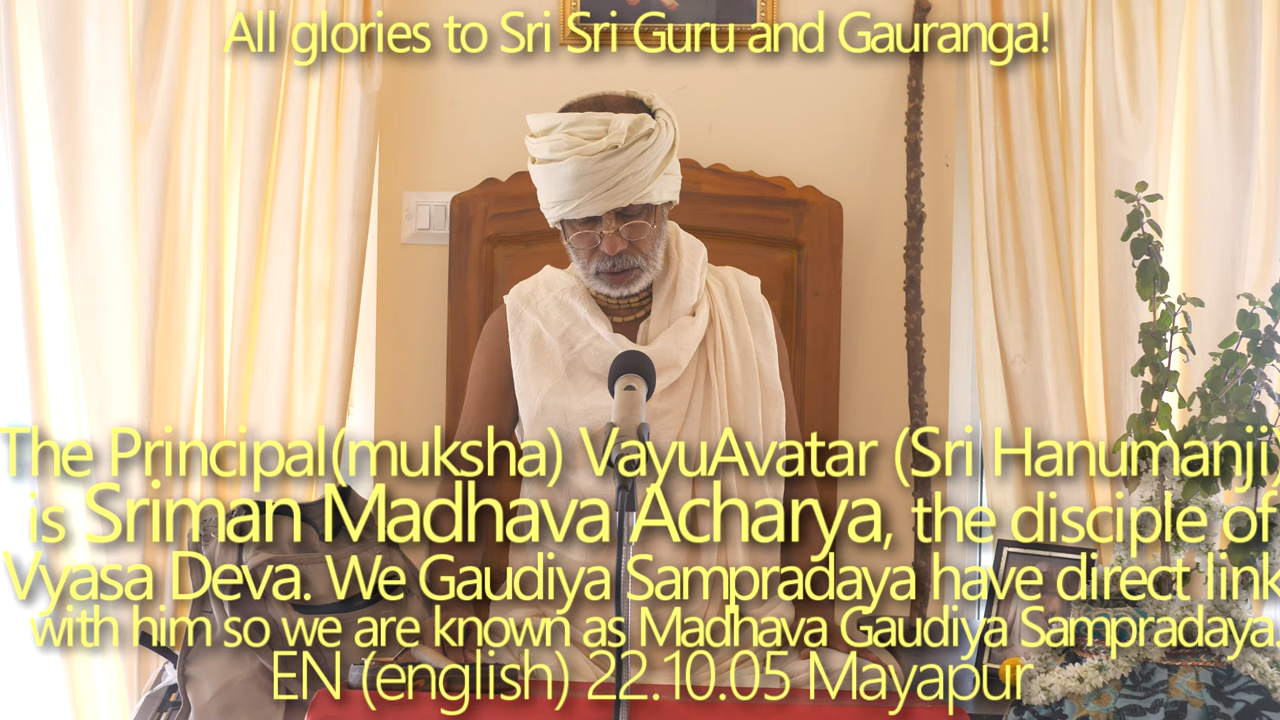 All glories to Sri Sri Guru and Gauranga!
The Principal(muksha) VayuAvatar (Sri Hanumanji)
is Sriman Madhava Acharya, the disciple of
Vyasa Deva. We Gaudiya Sampradaya have direct link
with him so we are known as Madhava Gaudiya Sampradaya.
EN (english) 22.10.05 Mayapur